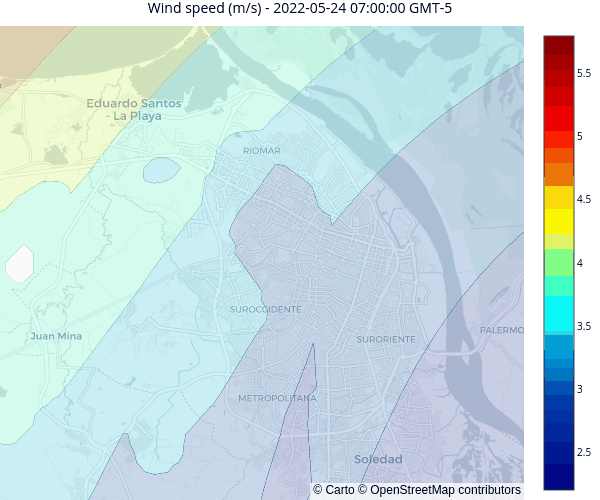 Wind speed (m/s) - 2022-05-24 07:00:00 GMT-5
Eduardo Santos
- La Playa
RIOMAR
SUROCCIDENTE
Juan Mina
SURORIENTE
PALERMO
METROPOLITANA
Soledad
© Carto © OpenStreetMap contributors
5.5
5
4.5
4
3.5
3
2.5